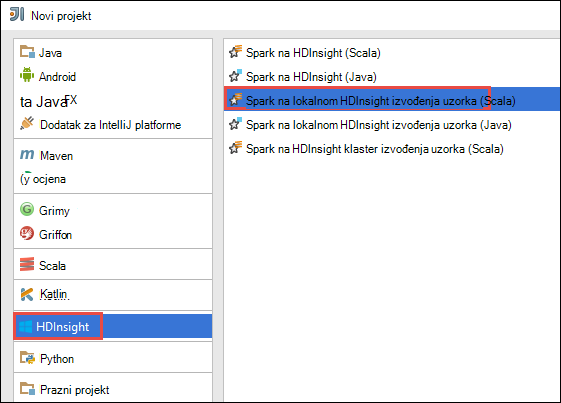 Novi projekt
Java
Android
ta JavaFX
Dodatak za IntelliJ platforme
Maven
(y ocjena
Grimy
Griffon
Scala
Katlin
HDInsight
Python
Prazni projekt
Spark na HDInsight (Scala)
Spark na HDInsight (Java)
Spark na lokalnom HDInsight izvođenja uzorka (Scala)
Spark na lokalnom HDInsight izvođenja uzorka (Java)
Spark na HDInsight klaster izvođenja uzorka (Scala)